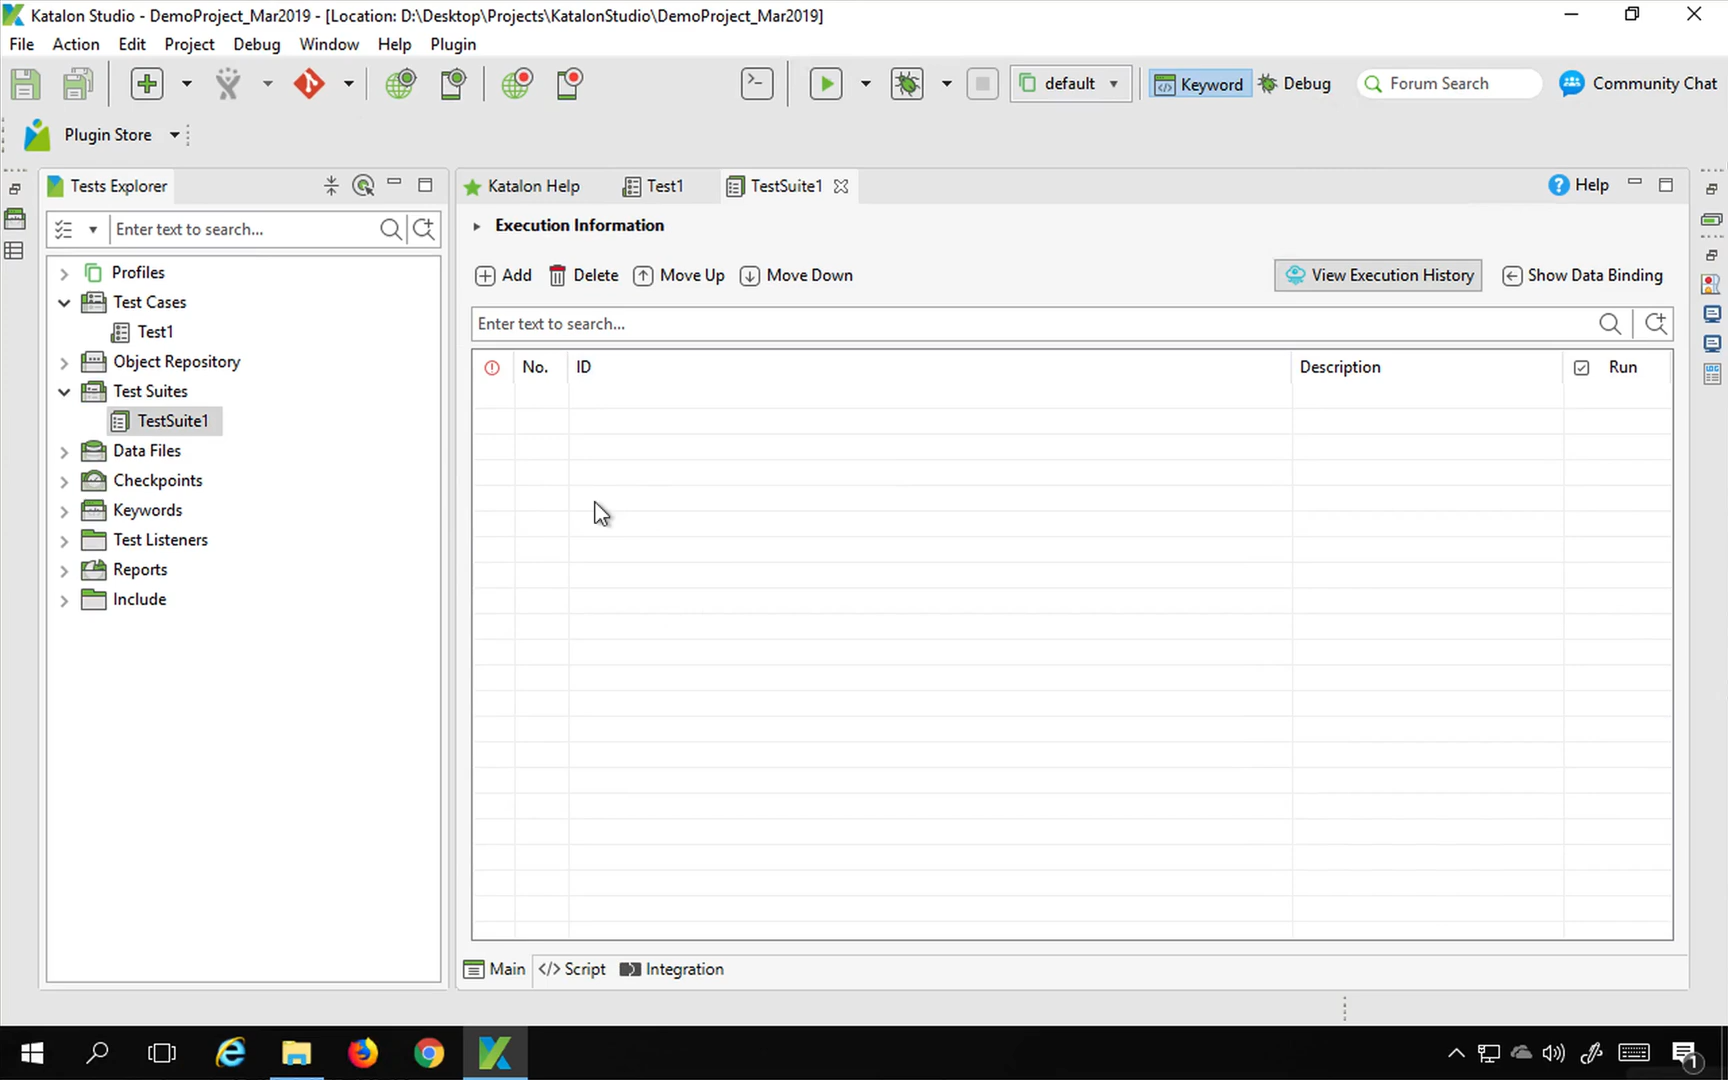 Katalon Studio - DemoProject_Mar2019 - [Location: D:\Desktop\Projects\KatalonStudio\DemoProject_Mar2019]
File Action Edit Project Debug Window Help Plugin
default Keyword Debug Forum Search Community Chat
Plugin Store
Tests Explorer
Katalon Help Test1 TestSuite1 Help
Enter text to search...
Execution Information
Profiles
Test Cases
Test1
Object Repository
Test Suites
TestSuite1
Data Files
Checkpoints
Keywords
Test Listeners
Reports
Include
Add Delete Move Up Move Down View Execution History Show Data Binding
Enter text to search...
No. ID Description Run
Main </> Script Integration
1